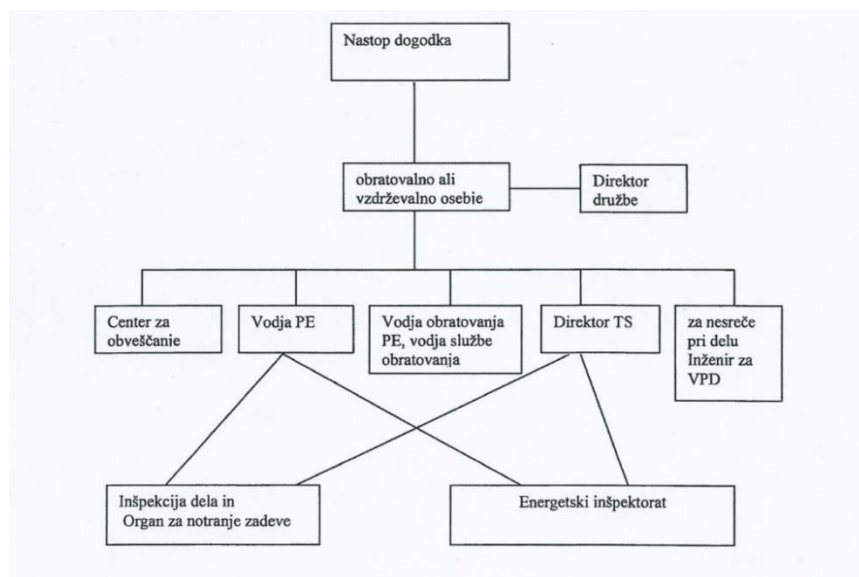 Nastop dogodka
obratovalno ali
vzdrževalno osebje
Direktor
družbe
Center za
obveščanje
Vodja PE
Vodja obratovanja
PE, vodja službe
obratovanja
Direktor TS
za nesreče
pri delu
Inženir za
VPD
Inšpekcija dela in
Organ za notranje zadeve
Energetski inšpektorat